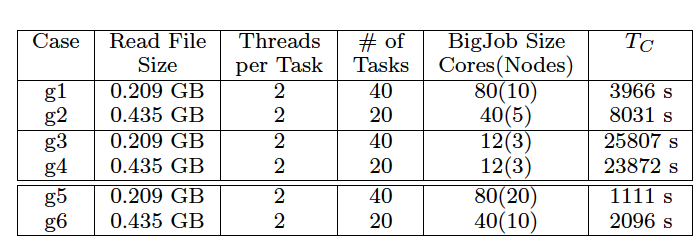 Case Read File Threads # of BigJob Size T_C
Size per Task Tasks Cores(Nodes)
g1 0.209 GB 2 40 80(10) 3966 s
g2 0.435 GB 2 20 40(5) 8031 s
g3 0.209 GB 2 40 12(3) 25807 s
g4 0.435 GB 2 20 12(3) 23872 s
g5 0.209 GB 2 40 80(20) 1111 s
g6 0.435 GB 2 20 40(10) 2096 s